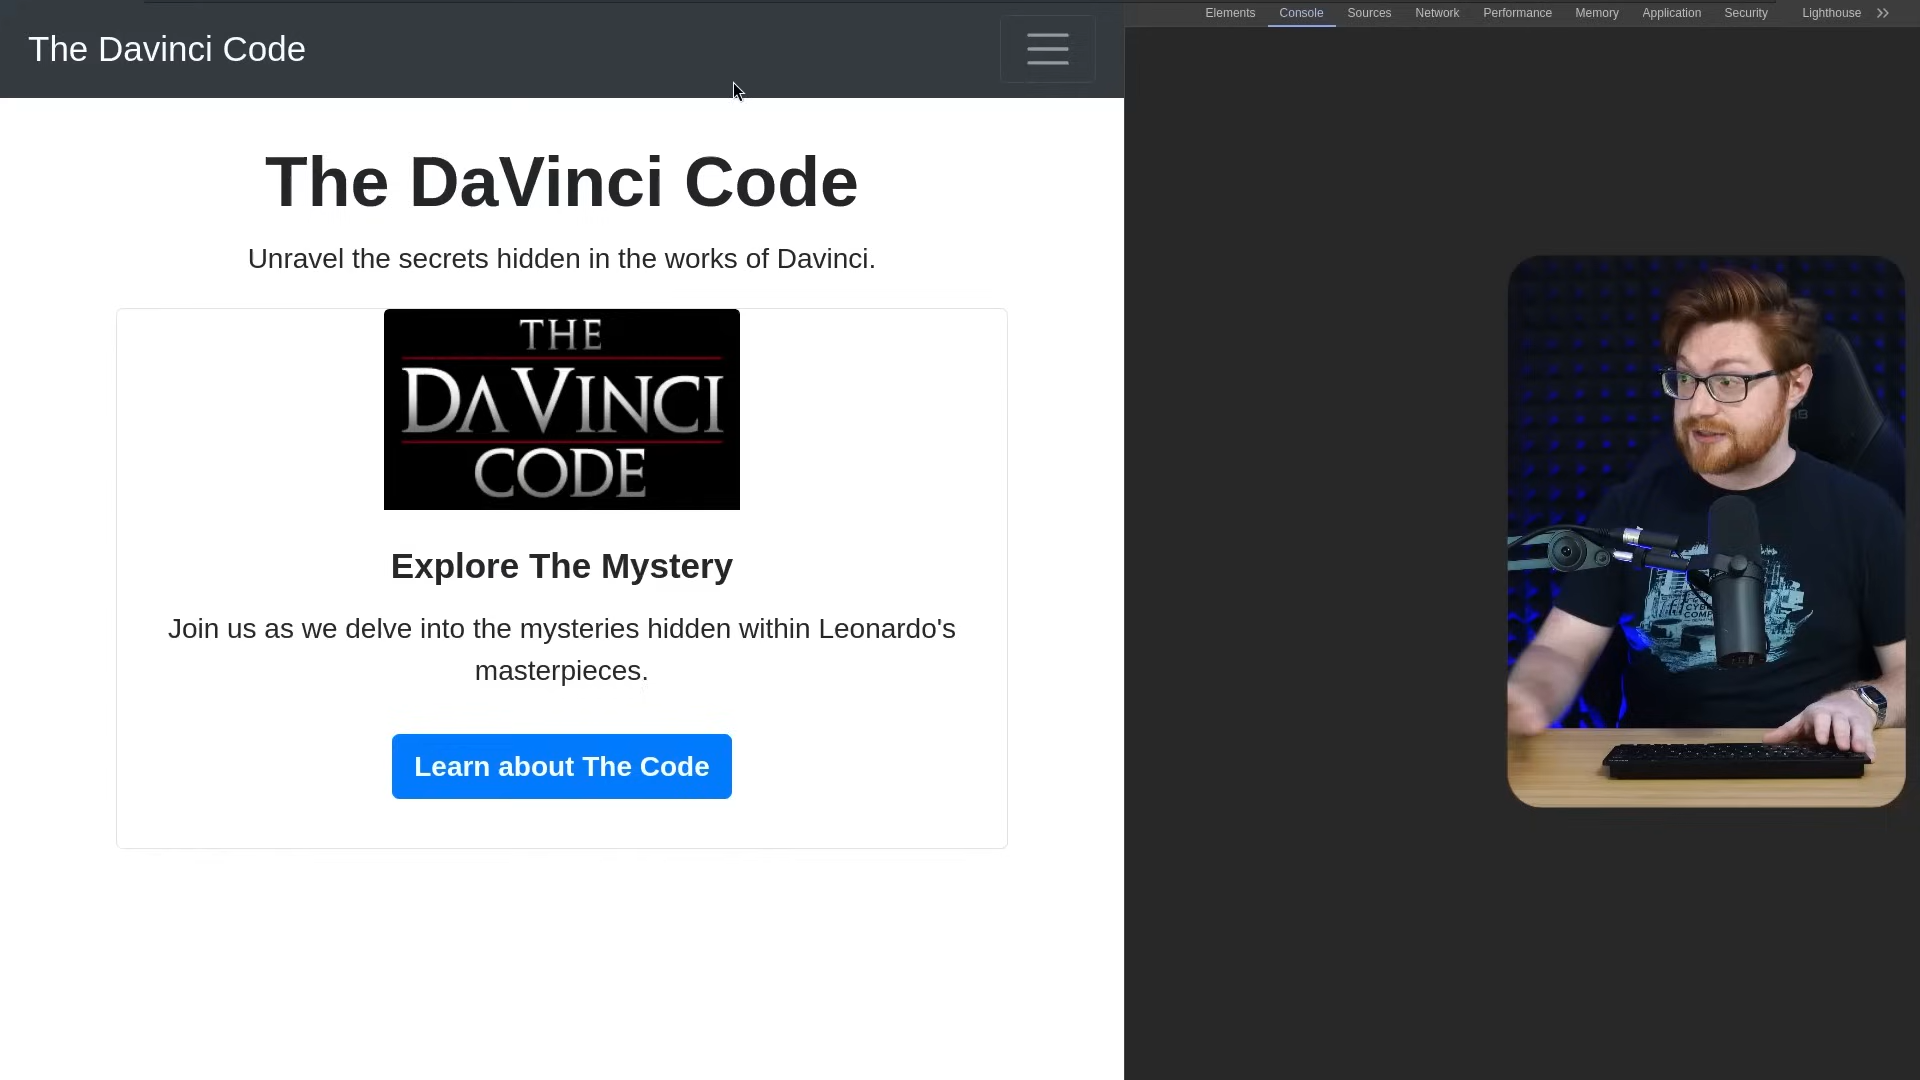 Elements Console Sources Network Performance Memory Application Security Lighthouse
The Davinci Code
The DaVinci Code
Unravel the secrets hidden in the works of Davinci.
THE
DAVINCI
CODE
Explore The Mystery
Join us as we delve into the mysteries hidden within Leonardo's
masterpieces.
Learn about The Code